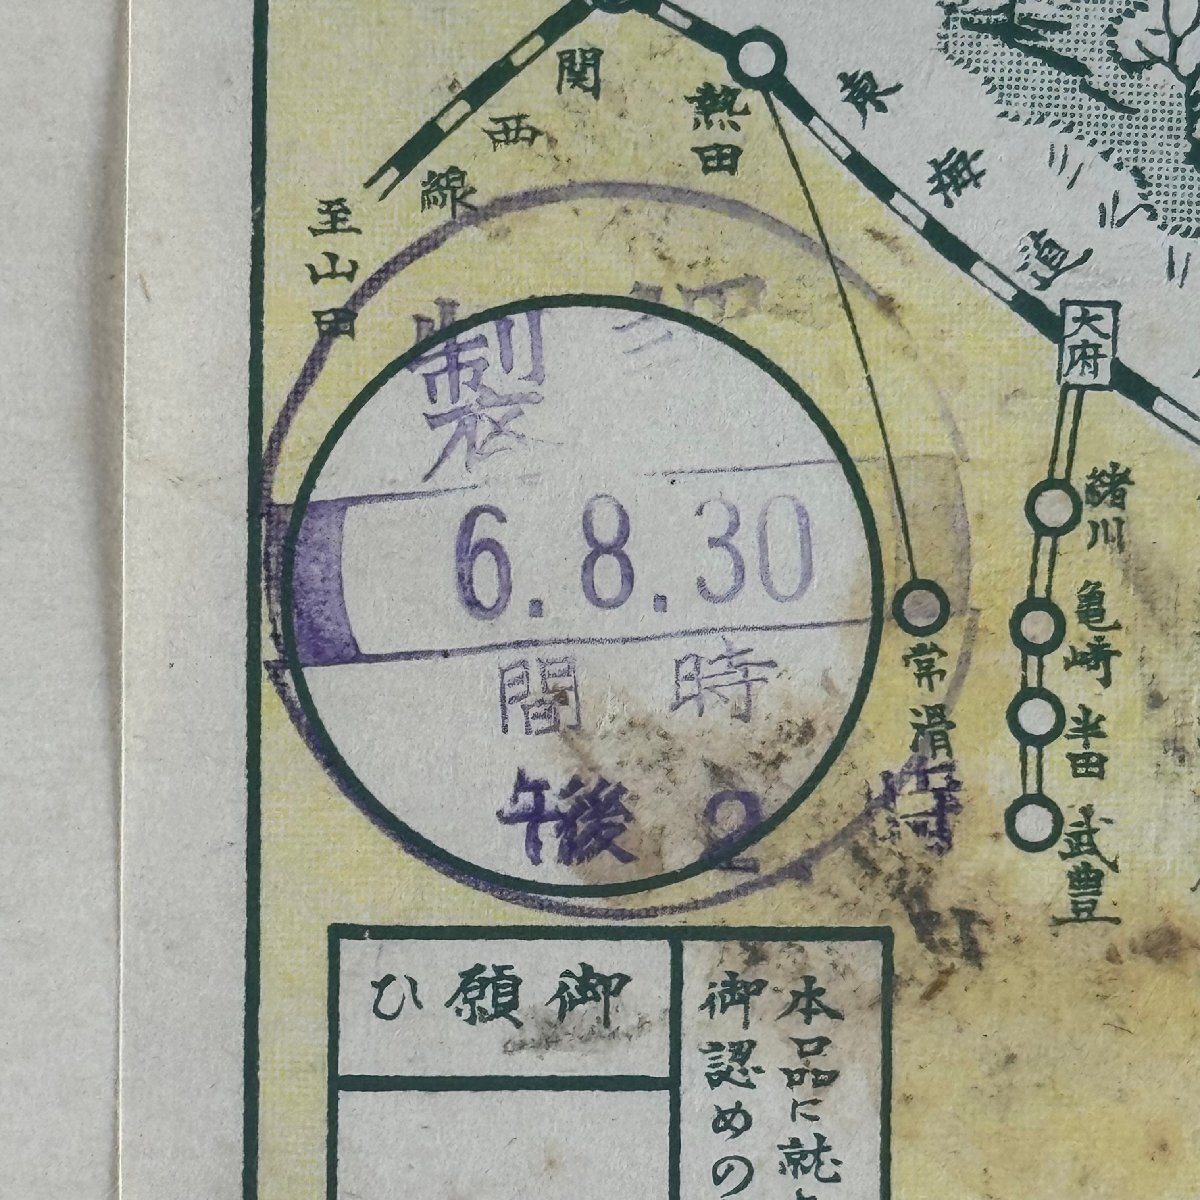 関西線
至山田
熱田
東海道
大府
緒川
亀崎
半田
武豊
常滑
調製
6.8.30
時間
午後 2 時
御願ひ
本品に就
御認めの